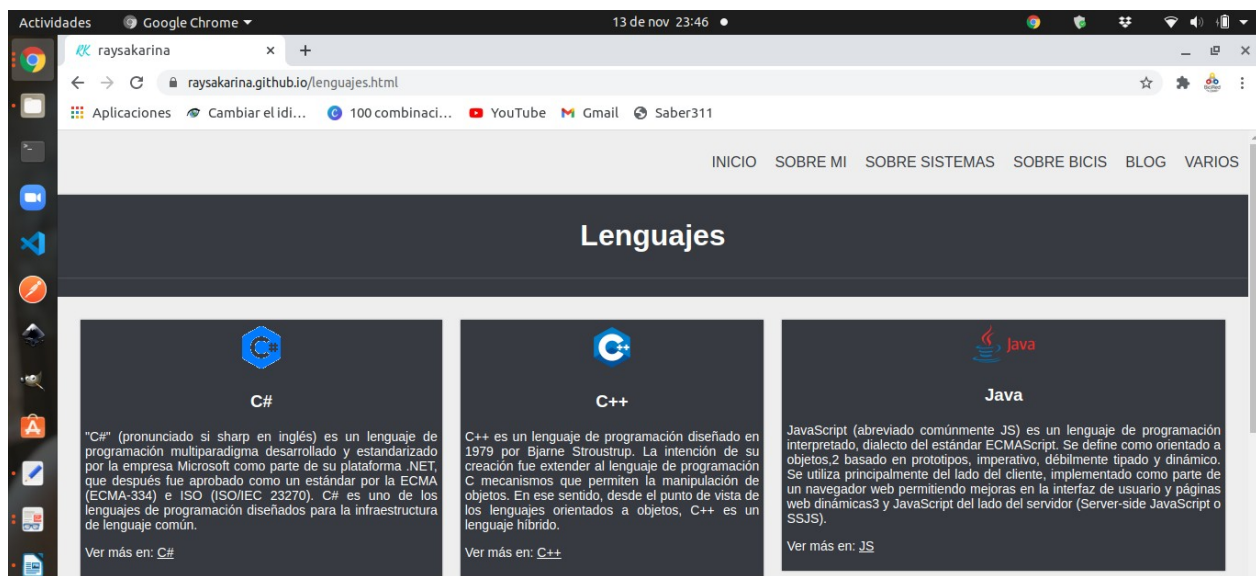 Actividades Google Chrome 13 de nov 23:46
RK raysakarina
raysakarina.github.io/lenguajes.html
Aplicaciones Cambiar el idi... 100 combinaci... YouTube Gmail Saber311
INICIO SOBRE MI SOBRE SISTEMAS SOBRE BICIS BLOG VARIOS
Lenguajes
C#
C#
"C#" (pronunciado si sharp en inglés) es un lenguaje de
programación multiparadigma desarrollado y estandarizado
por la empresa Microsoft como parte de su plataforma .NET,
que después fue aprobado como un estándar por la ECMA
(ECMA-334) e ISO (ISO/IEC 23270). C# es uno de los
lenguajes de programación diseñados para la infraestructura
de lenguaje común.
Ver más en: C#
C++
C++
C++ es un lenguaje de programación diseñado en
1979 por Bjarne Stroustrup. La intención de su
creación fue extender al lenguaje de programación
C mecanismos que permiten la manipulación de
objetos. En ese sentido, desde el punto de vista de
los lenguajes orientados a objetos, C++ es un
lenguaje híbrido.
Ver más en: C++
Java
Java
JavaScript (abreviado comúnmente JS) es un lenguaje de programación
interpretado, dialecto del estándar ECMAScript. Se define como orientado a
objetos,2 basado en prototipos, imperativo, débilmente tipado y dinámico.
Se utiliza principalmente del lado del cliente, implementado como parte de
un navegador web permitiendo mejoras en la interfaz de usuario y páginas
web dinámicas3 y JavaScript del lado del servidor (Server-side JavaScript o
SSJS).
Ver más en: JS